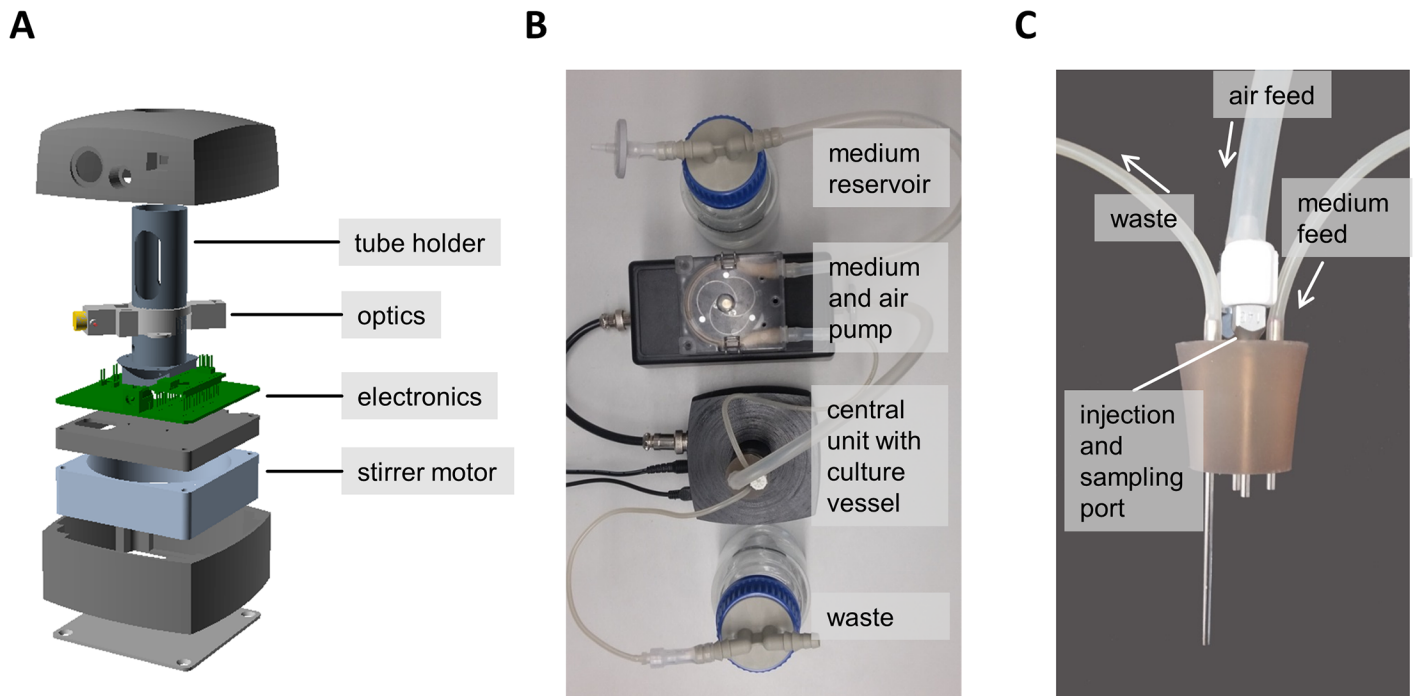 A
B
C
tube holder
optics
electronics
stirrer motor
medium
reservoir
medium
and air
pump
central
unit with
culture
vessel
waste
air feed
waste
medium
feed
injection
and
sampling
port